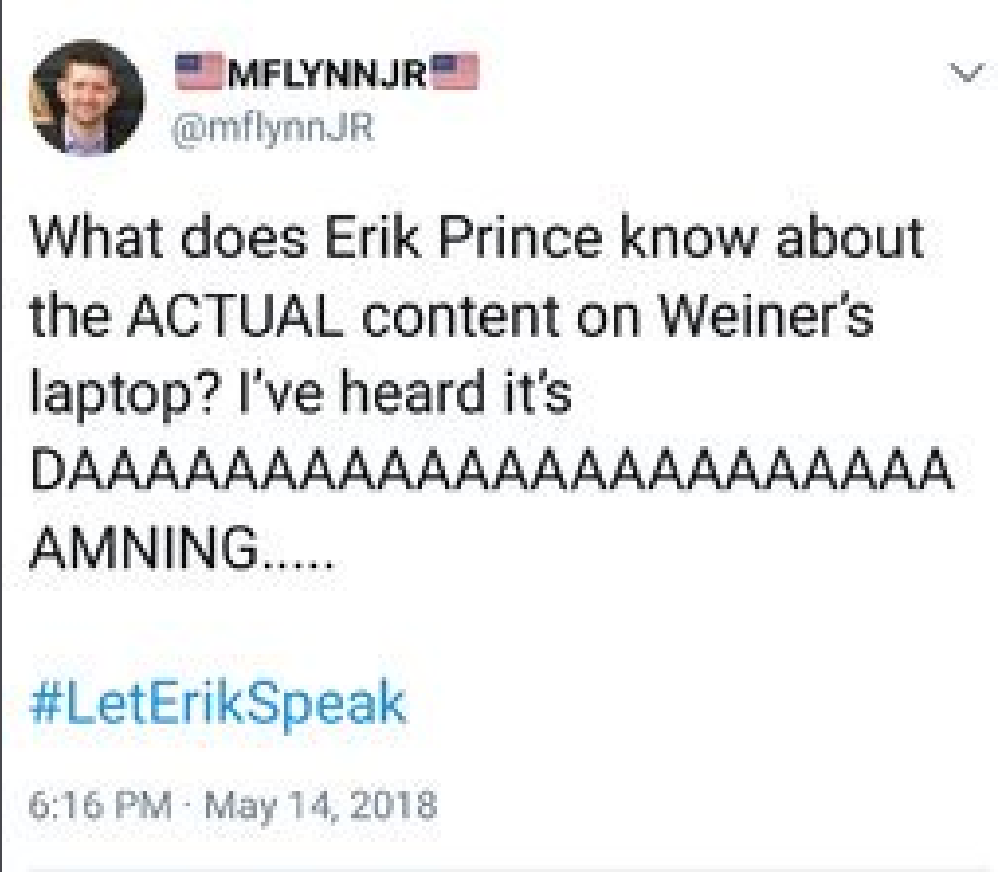 🇺🇸MFLYNNJR🇺🇸
@mflynnJR
What does Erik Prince know about
the ACTUAL content on Weiner's
laptop? I've heard it's
DAAAAAAAAAAAAAAAAAAAAAAAA
AMNING.....
#LetErikSpeak
6:16 PM · May 14, 2018